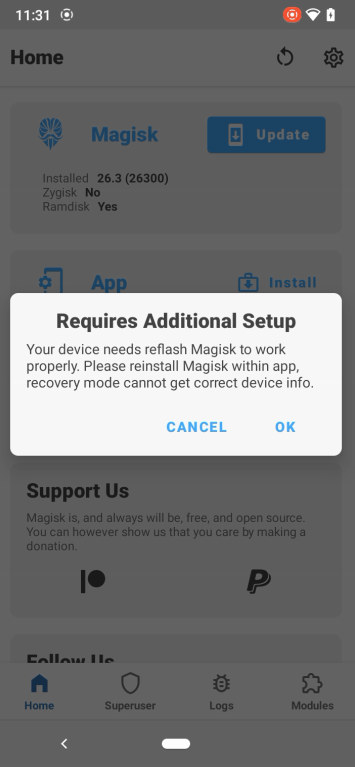 11:31
Home
Magisk
Update
Installed 26.3 (26300)
Zygisk No
Ramdisk Yes
App
Install
Requires Additional Setup
Your device needs reflash Magisk to work
properly. Please reinstall Magisk within app,
recovery mode cannot get correct device info.
CANCEL
OK
Support Us
Magisk is, and always will be, free, and open source.
You can however show us that you care by making a
donation.
Follow Us
Home
Superuser
Logs
Modules